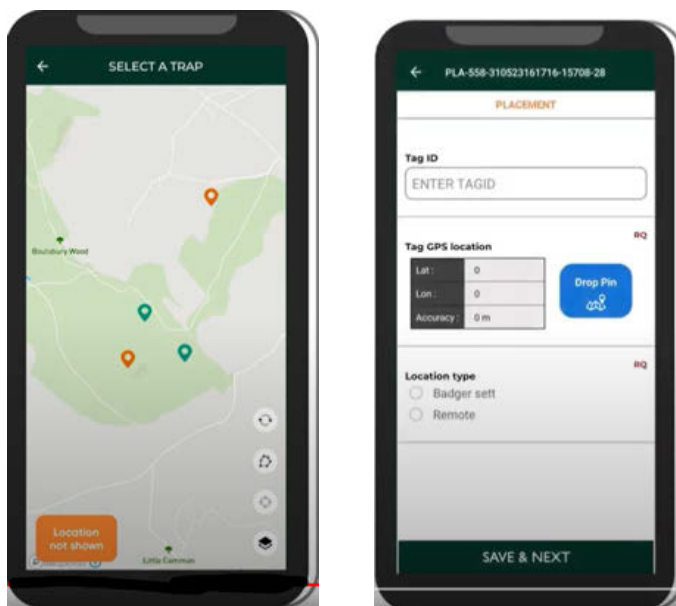 SELECT A TRAP
Boundary Wood
Location
not shown
Little Common
PLA-558-310523161716-15708-28
PLACEMENT
Tag ID
ENTER TAGID
RQ
Tag GPS location
Lat : 0
Lon : 0
Accuracy : 0 m
Drop Pin
RQ
Location type
Badger sett
Remote
SAVE & NEXT